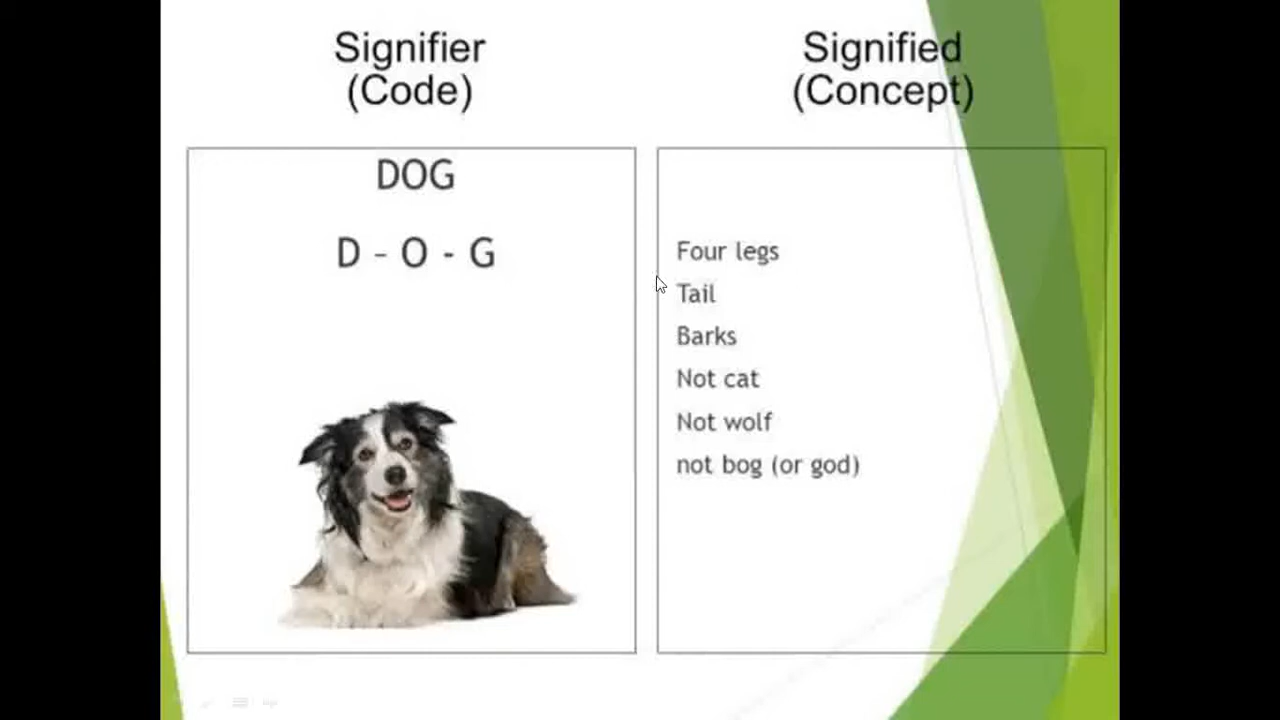 Signifier
(Code)
Signified
(Concept)
DOG
D - O - G
Four legs
Tail
Barks
Not cat
Not wolf
not bog (or god)